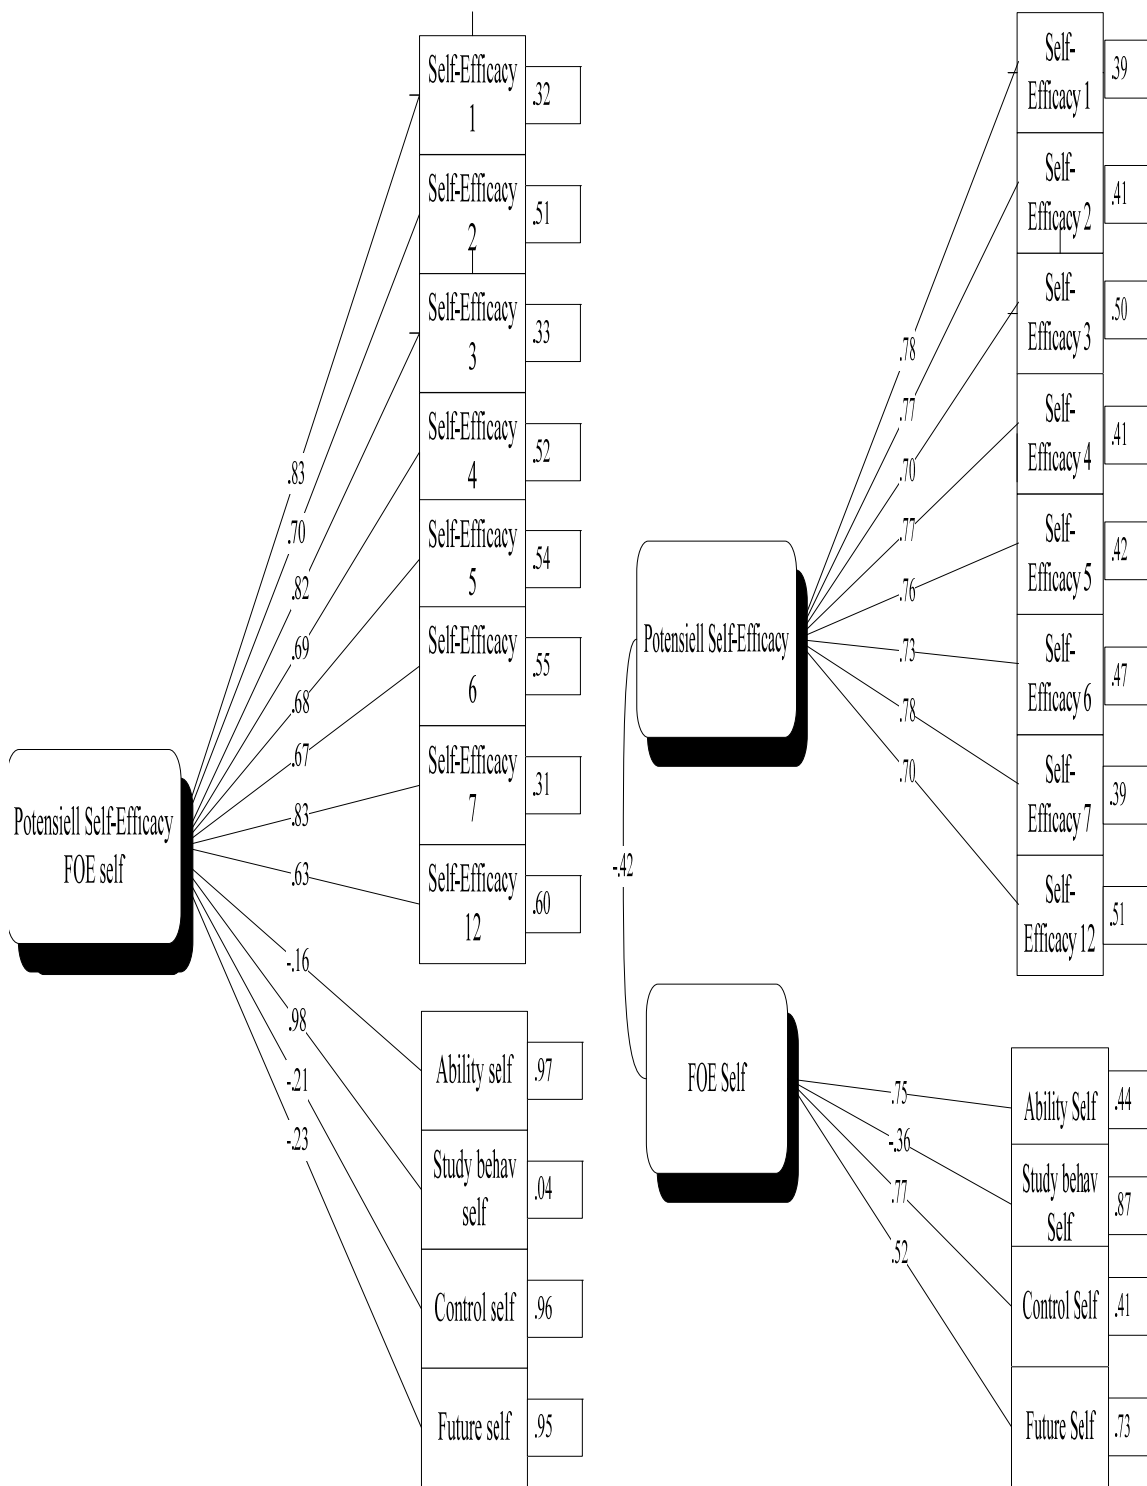 Self-Efficacy
1
.32
Self-Efficacy
2
.51
Self-Efficacy
3
.33
Self-Efficacy
4
.52
Self-Efficacy
5
.54
Self-Efficacy
6
.55
Self-Efficacy
7
.31
Self-Efficacy
12
.60
.83
.70
.82
.69
.68
.67
.83
.63
-.16
.98
-.21
-.23
Potensiell Self-Efficacy
FOE self
Ability self
.97
Study behav
self
.04
Control self
.96
Future self
.95
Self-
Efficacy 1
.39
Self-
Efficacy 2
.41
Self-
Efficacy 3
.50
Self-
Efficacy 4
.41
Self-
Efficacy 5
.42
Self-
Efficacy 6
.47
Self-
Efficacy 7
.39
Self-
Efficacy 12
.51
.78
.77
.70
.77
.76
.73
.78
.70
Potensiell Self-Efficacy
-.42
FOE Self
.75
-.36
.77
.52
Ability Self
.44
Study behav
Self
.87
Control Self
.41
Future Self
.73